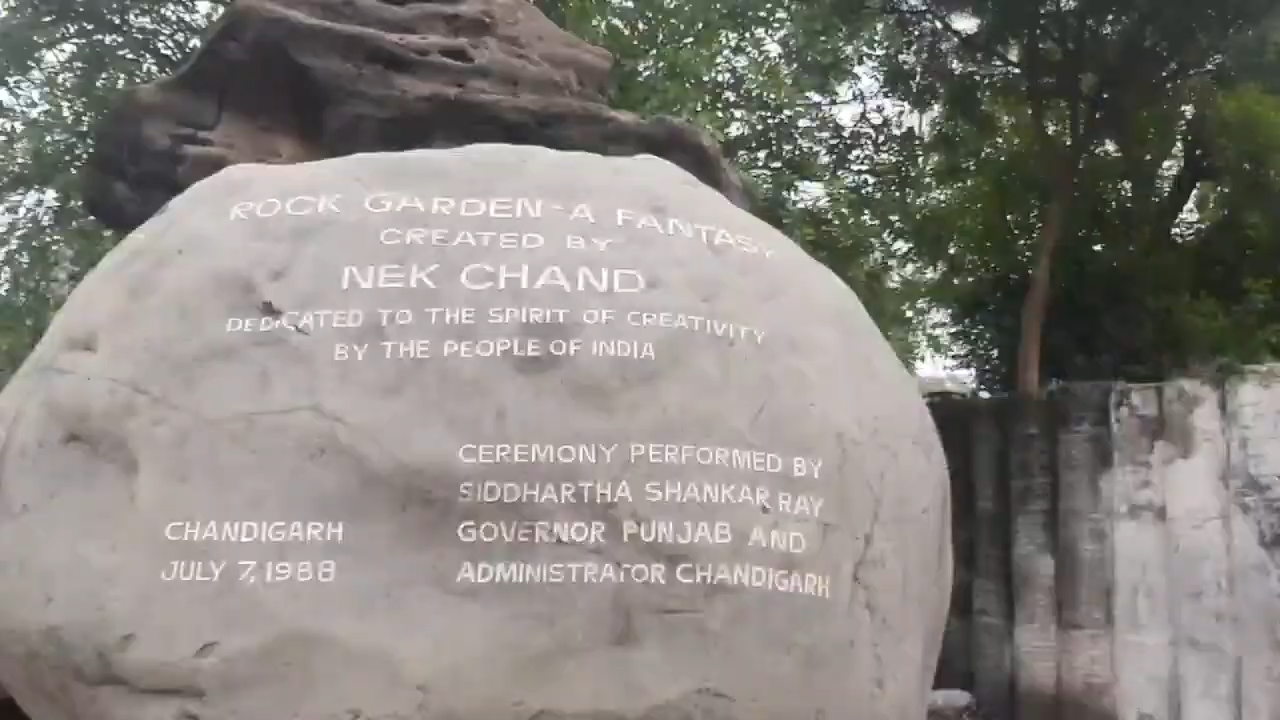 ROCK GARDEN-A FANTASY
CREATED BY
NEK CHAND
DEDICATED TO THE SPIRIT OF CREATIVITY
BY THE PEOPLE OF INDIA
CEREMONY PERFORMED BY
SIDDHARTHA SHANKAR RAY
GOVERNOR PUNJAB AND
ADMINISTRATOR CHANDIGARH
CHANDIGARH
JULY 7,1988